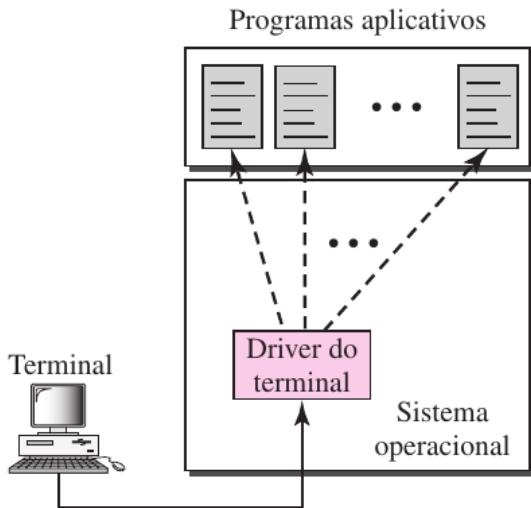 Programas aplicativos
Driver do
terminal
Terminal
Sistema
operacional